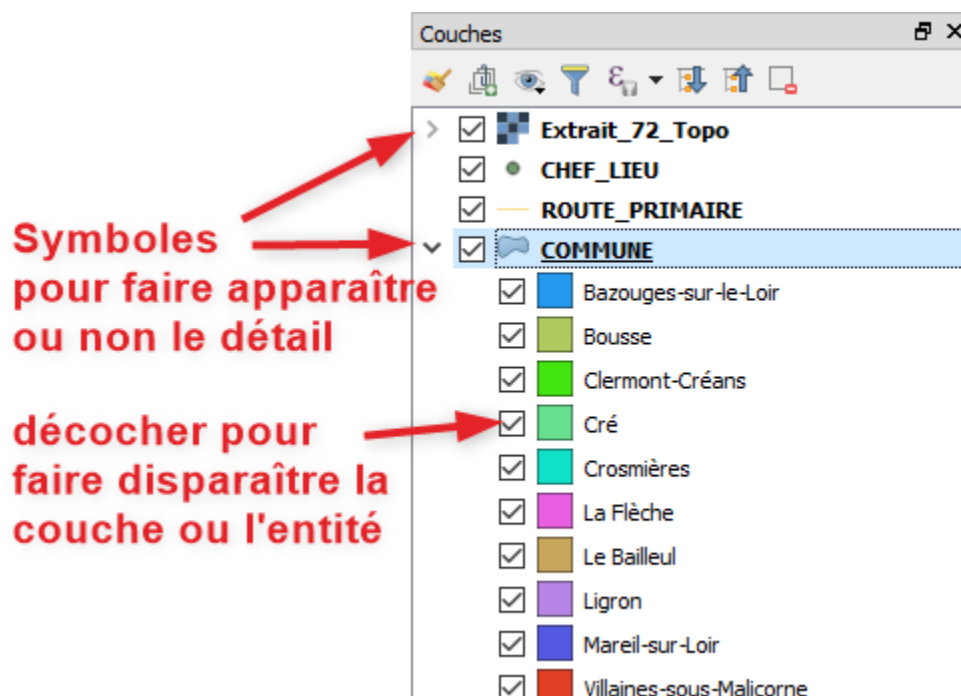 Couches
Extrait_72_Topo
CHEF_LIEU
ROUTE_PRIMAIRE
Symboles
pour faire apparaître
ou non le détail
COMMUNE
Bazouges-sur-le-Loir
Bousse
Clermont-Créans
Cré
décocher pour
faire disparaître la
couche ou l'entité
Crosmières
La Flèche
Le Bailleul
Ligron
Mareil-sur-Loir
Villaines-sous-Malicorne